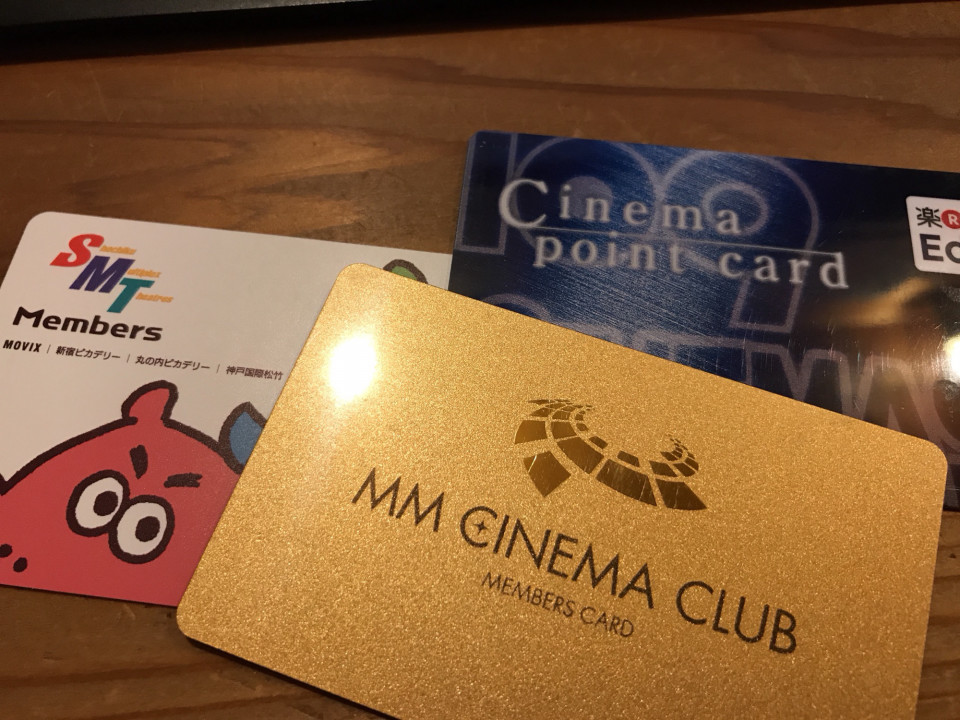 Cinema
point card
楽 R
SMT
Shochiku
Multiplex
Theatres
Members
MOVIX | 新宿ピカデリー | 丸の内ピカデリー | 神戸国際松竹
MM CINEMA CLUB
MEMBERS CARD